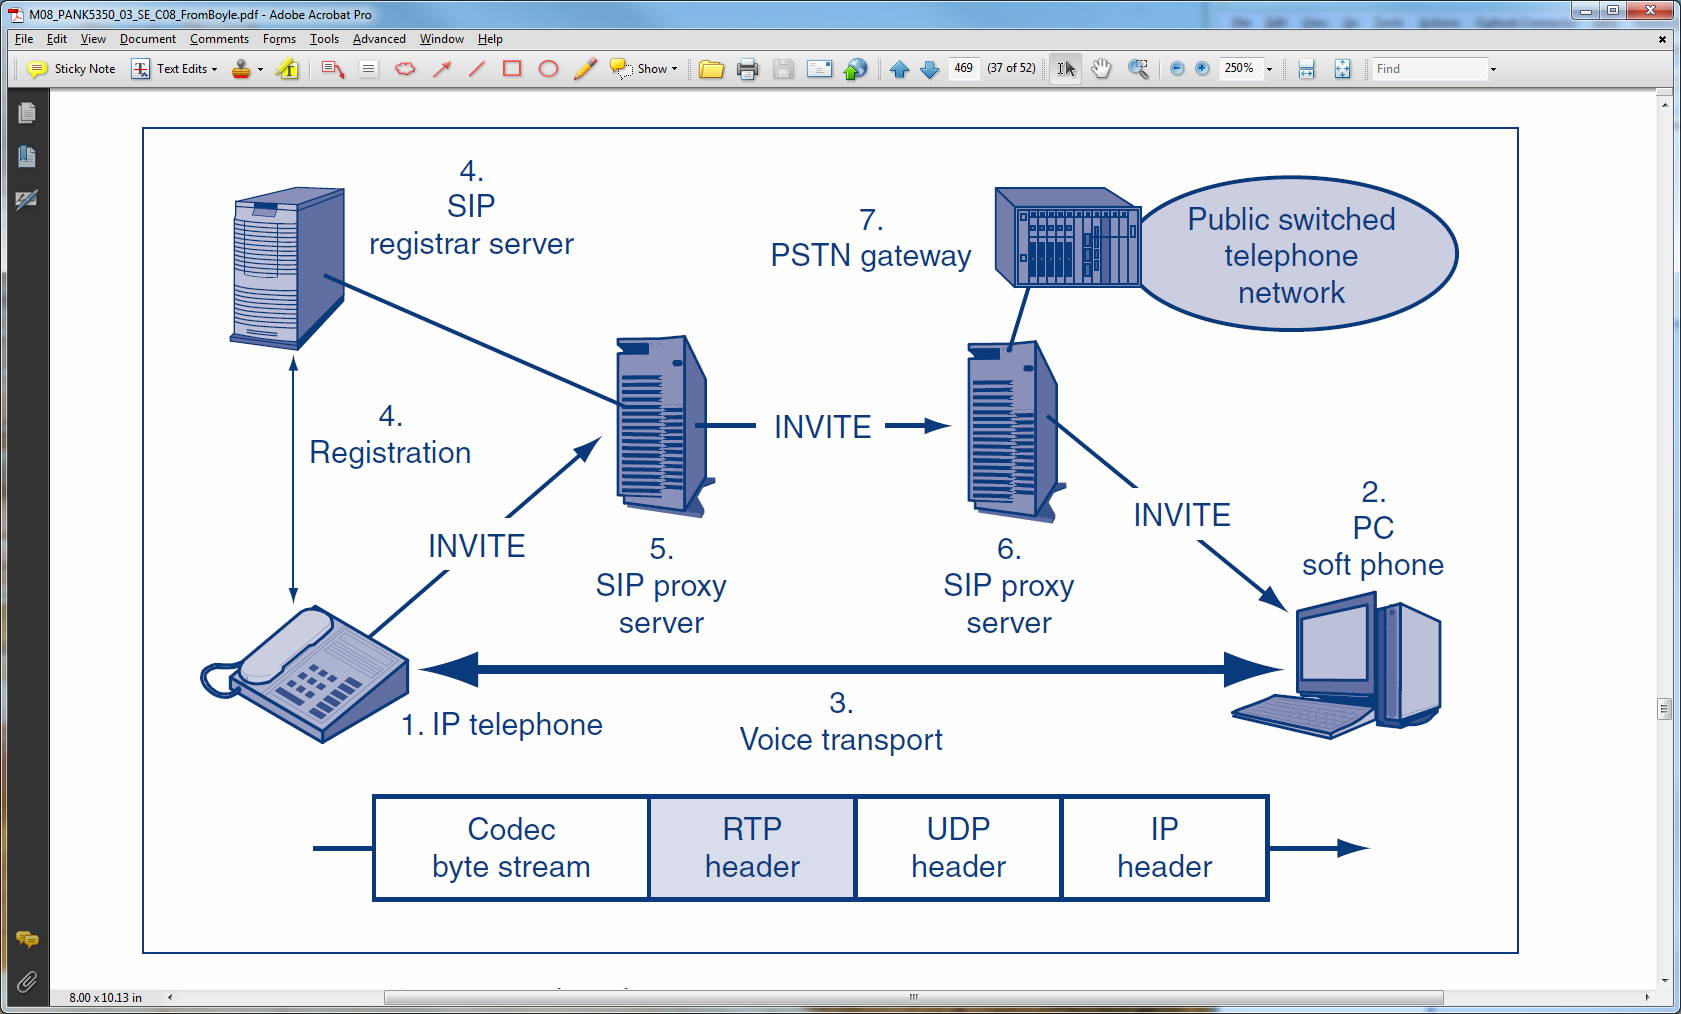 M08_PANK5350_03_SE_C08_FromBoyle.pdf - Adobe Acrobat Pro
File Edit View Document Comments Forms Tools Advanced Window Help
Sticky Note Text Edits Show 469 (37 of 52) 250% Find
4.
SIP
registrar server
7.
PSTN gateway
Public switched
telephone
network
4.
Registration
INVITE
INVITE
INVITE
5.
SIP proxy
server
6.
SIP proxy
server
2.
PC
soft phone
1. IP telephone
3.
Voice transport
Codec
byte stream
RTP
header
UDP
header
IP
header
8.00 x 10.13 in